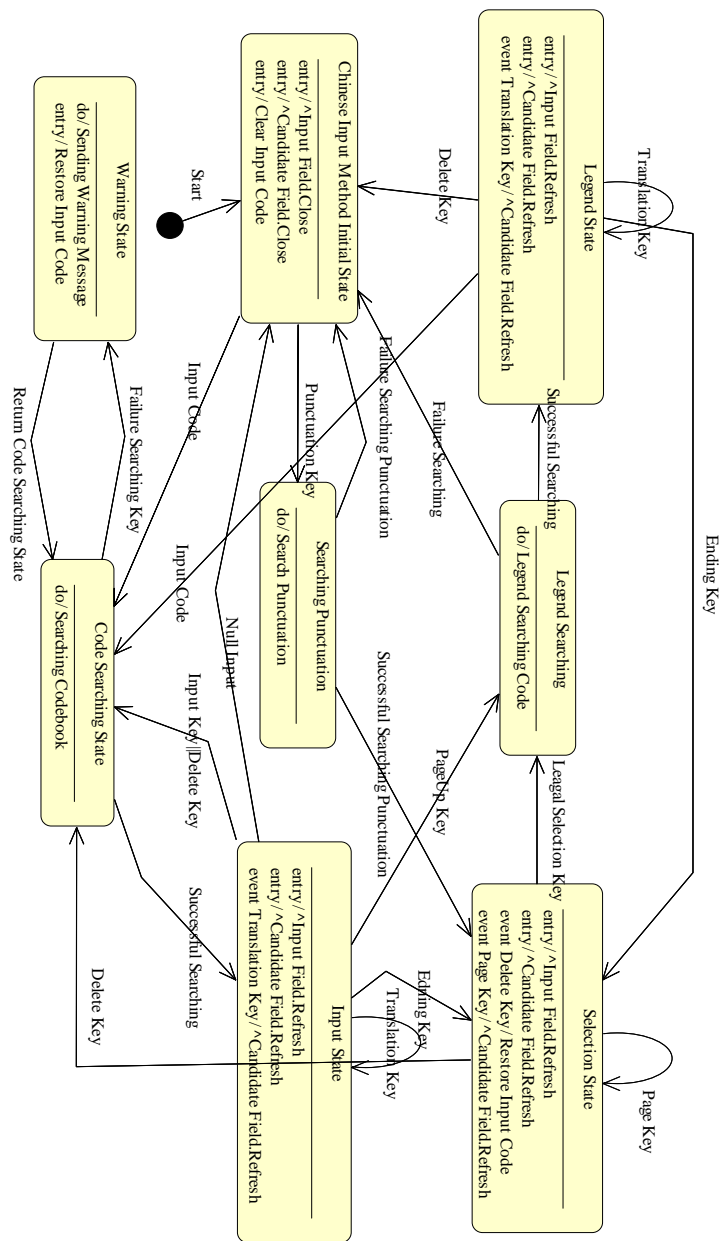 Ending Key
Translation Key
Page Key
Legend State
entry/^Input Field.Refresh
entry/^Candidate Field.Refresh
event Translation Key/^Candidate Field.Refresh
Successful Searching
Legend Searching
do/Legend Searching Code
Leagal Selection Key
Selection State
entry/^Input Field.Refresh
entry/^Candidate Field.Refresh
event Delete Key/Restore Input Code
event Page Key/^Candidate Field.Refresh
Delete Key
Failure Searching
PageUp Key
Edning Key
Translation Key
Failure Searching Punctuation
Successful Searching Punctuation
Chinese Input Method Initial State
entry/^Input Field.Close
entry/^Candidate Field.Close
entry/Clear Input Code
Punctuation Key
Searching Punctuation
do/Search Punctuation
Input State
entry/^Input Field.Refresh
entry/^Candidate Field.Refresh
event Translation Key/^Candidate Field.Refresh
Null Input
Start
Input Code
Input Code
Input Key||Delete Key
Successful Searching
Warning State
do/Sending Warning Message
entry/Restore Input Code
Failure Searching Key
Code Searching State
do/Searching Codebook
Delete Key
Return Code Searching State